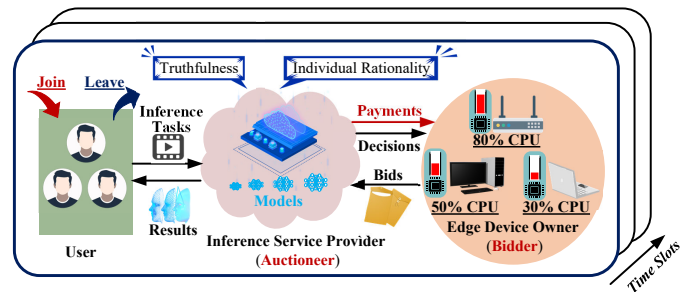 Truthfulness
Individual Rationality
Join
Leave
Inference
Tasks
Payments
Decisions
80% CPU
Bids
50% CPU
30% CPU
Models
Results
User
Inference Service Provider
(Auctioneer)
Edge Device Owner
(Bidder)
Time Slots